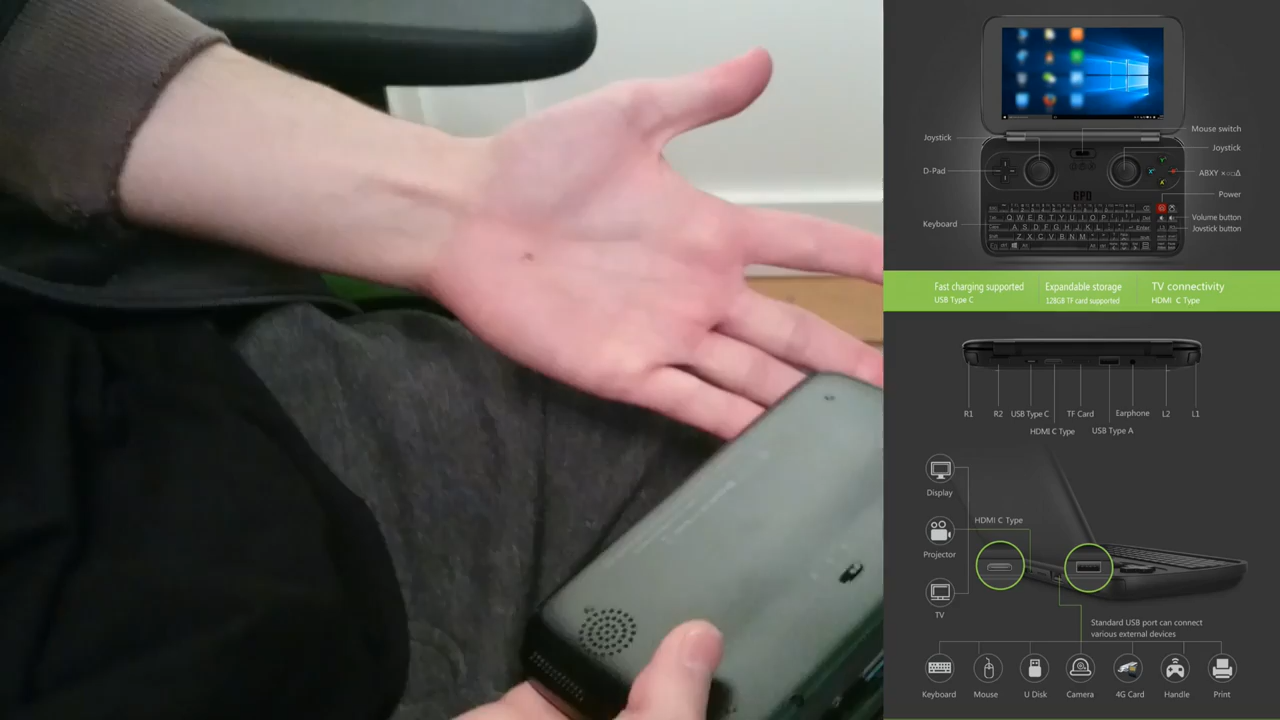 Mouse switch
Joystick
Joystick
D-Pad
ABXY ×○□Δ
Power
GPD
Q W E R T Y U I O P
A S D F G H J K L
Z X C V B N M
Enter
Keyboard
Volume button
Joystick button
Fast charging supported
USB Type C
Expandable storage
128GB TF card supported
TV connectivity
HDMI C Type
R1
R2
USB Type C
TF Card
Earphone
L2
L1
HDMI C Type
USB Type A
Display
HDMI C Type
Projector
TV
Standard USB port can connect
various external devices
Keyboard
Mouse
U Disk
Camera
4G Card
Handle
Print